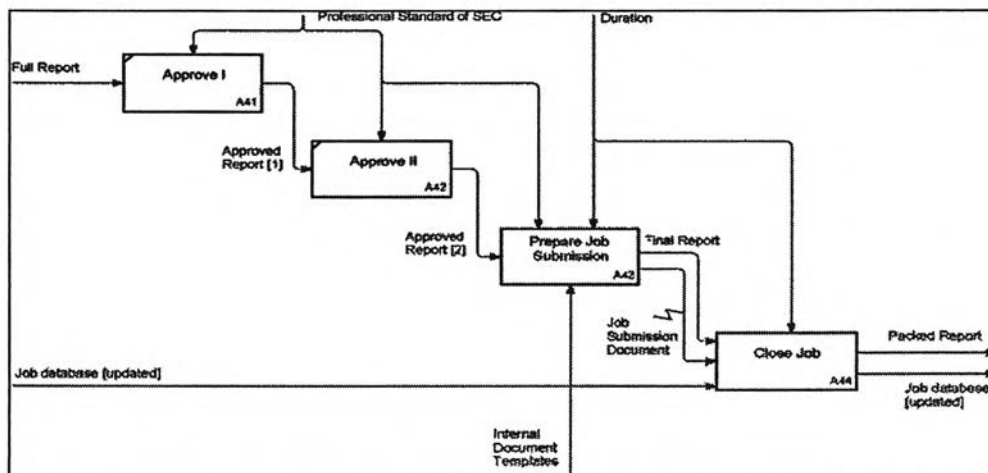 Professional Standard of SEC
Duration
Full Report
Approve I
A41
Approved
Report [1]
Approve II
A42
Approved
Report [2]
Prepare Job
Submission
A43
Final Report
Job
Submission
Document
Close Job
A44
Packed Report
Job database [updated]
Job database
[updated]
Internal
Document
Templates